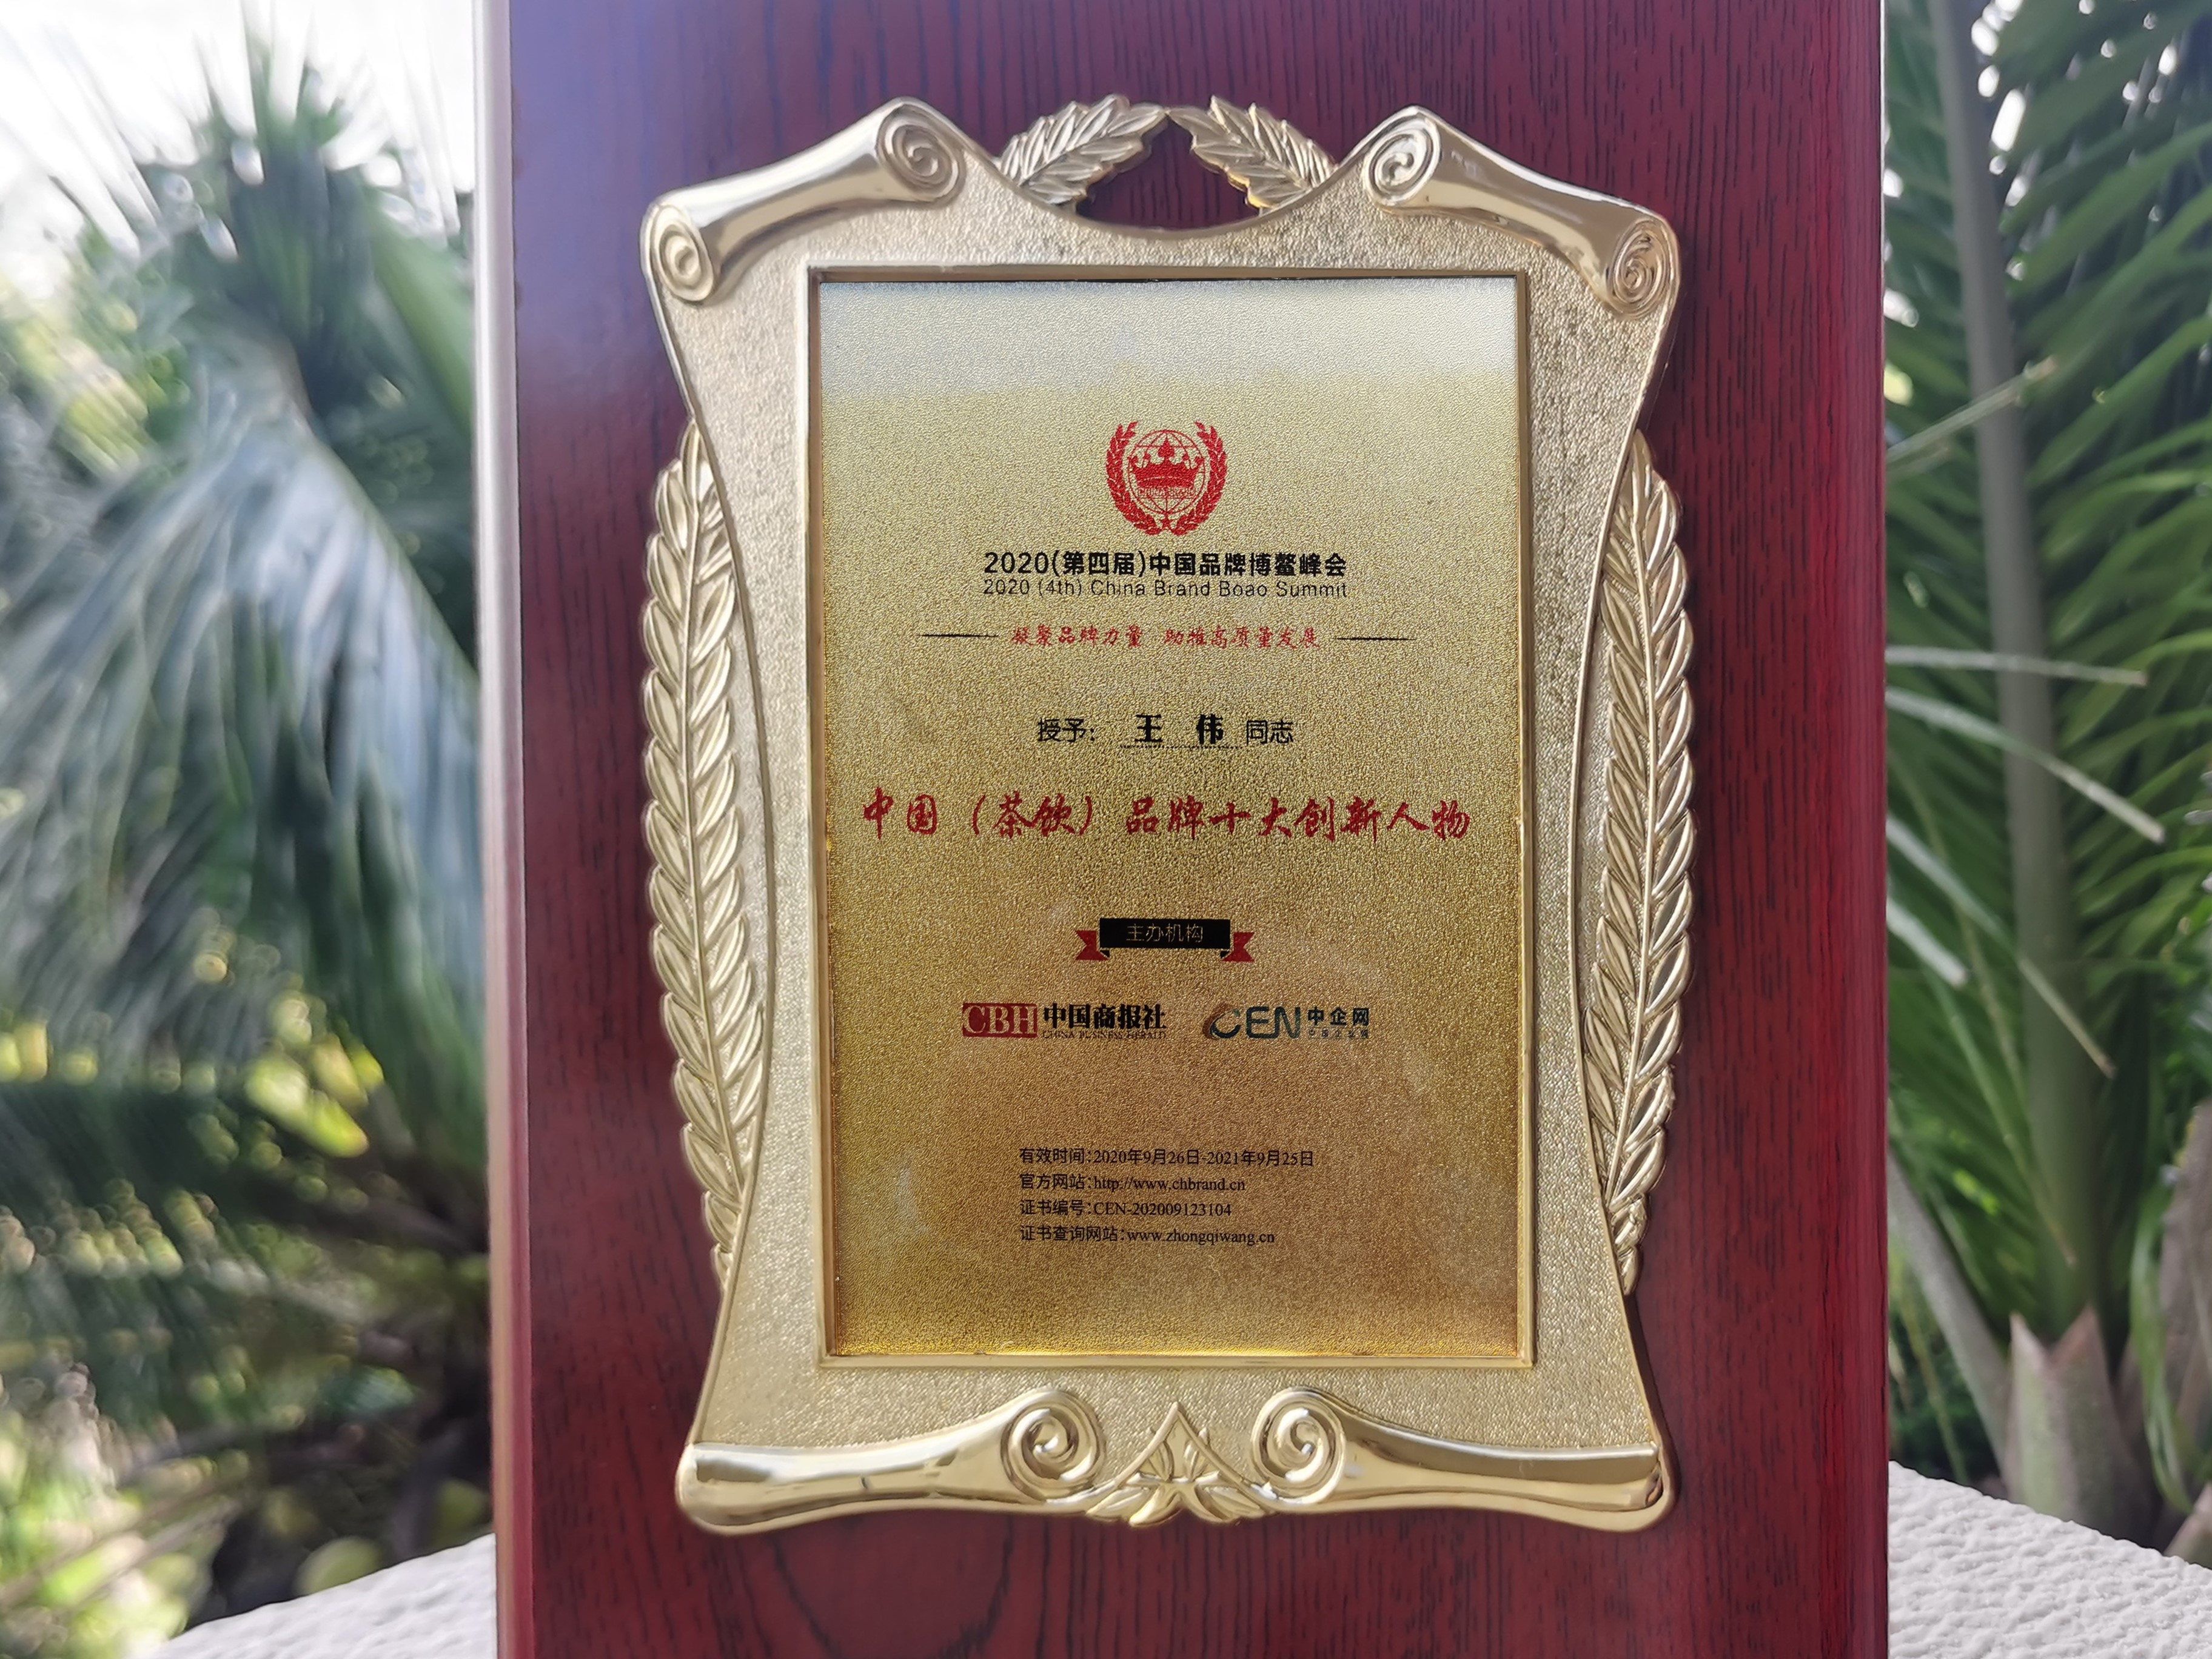 2020(第四届)中国品牌博鳌峰会
2020 (4th) China Brand Boao Summit
凝聚品牌力量 助推高质量发展
授予: 王 伟 同志
中国（茶饮）品牌十大创新人物
主办机构
CBH 中国商报社 CEN 中企网
CHINA BUSINESS HERALD
有效时间:2020年9月26日-2021年9月25日
官方网站:http://www.chbrand.cn
证书编号:CEN-202009123104
证书查询网站:www.zhongqiwang.cn